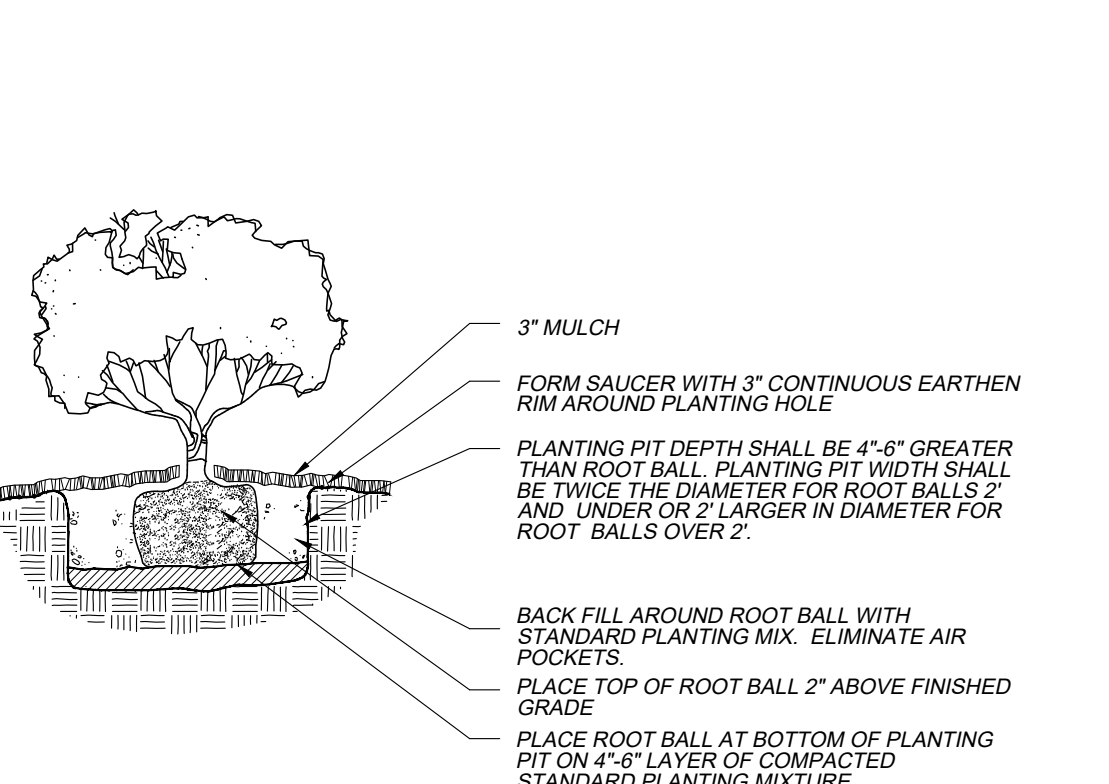 3" MULCH
FORM SAUCER WITH 3" CONTINUOUS EARTHEN
RIM AROUND PLANTING HOLE
PLANTING PIT DEPTH SHALL BE 4"-6" GREATER
THAN ROOT BALL. PLANTING PIT WIDTH SHALL
BE TWICE THE DIAMETER FOR ROOT BALLS 2'
AND  UNDER OR 2' LARGER IN DIAMETER FOR
ROOT  BALLS OVER 2'.
BACK FILL AROUND ROOT BALL WITH
STANDARD PLANTING MIX.  ELIMINATE AIR
POCKETS.
PLACE TOP OF ROOT BALL 2" ABOVE FINISHED
GRADE
PLACE ROOT BALL AT BOTTOM OF PLANTING
PIT ON 4"-6" LAYER OF COMPACTED
STANDARD PLANTING MIXTURE